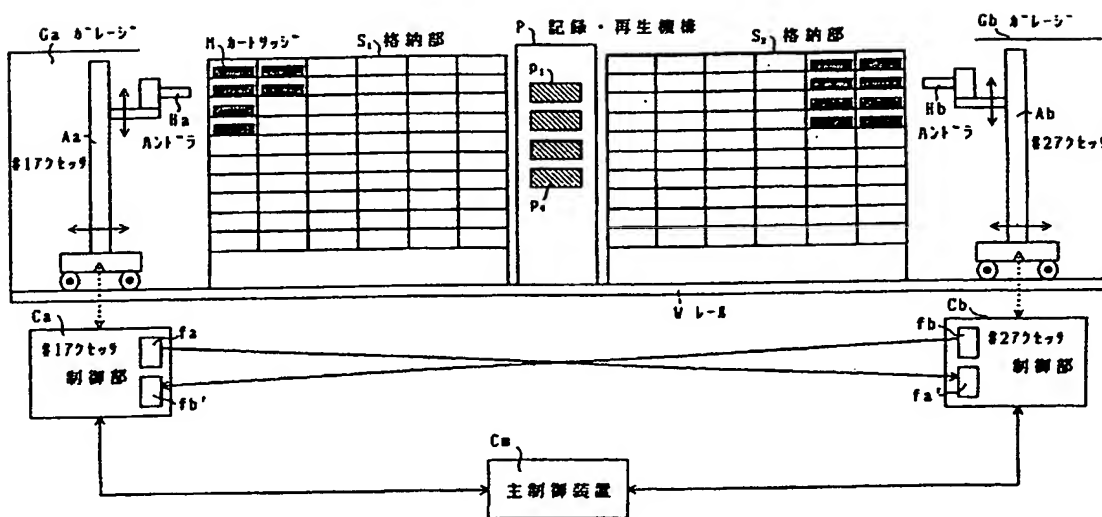 Ga ガレージ
M カートリッジ
S₁ 格納部
P 記録・再生機構
S₂ 格納部
Gb ガレージ
P₁
Ha
ハンドラ
Aa
第1アクセッサ
Hb
ハンドラ
Ab
第2アクセッサ
P₄
W レール
Ca
第1アクセッサ
制御部
fa
fb'
Cb
第2アクセッサ
制御部
fb
fa'
Cm
主制御装置